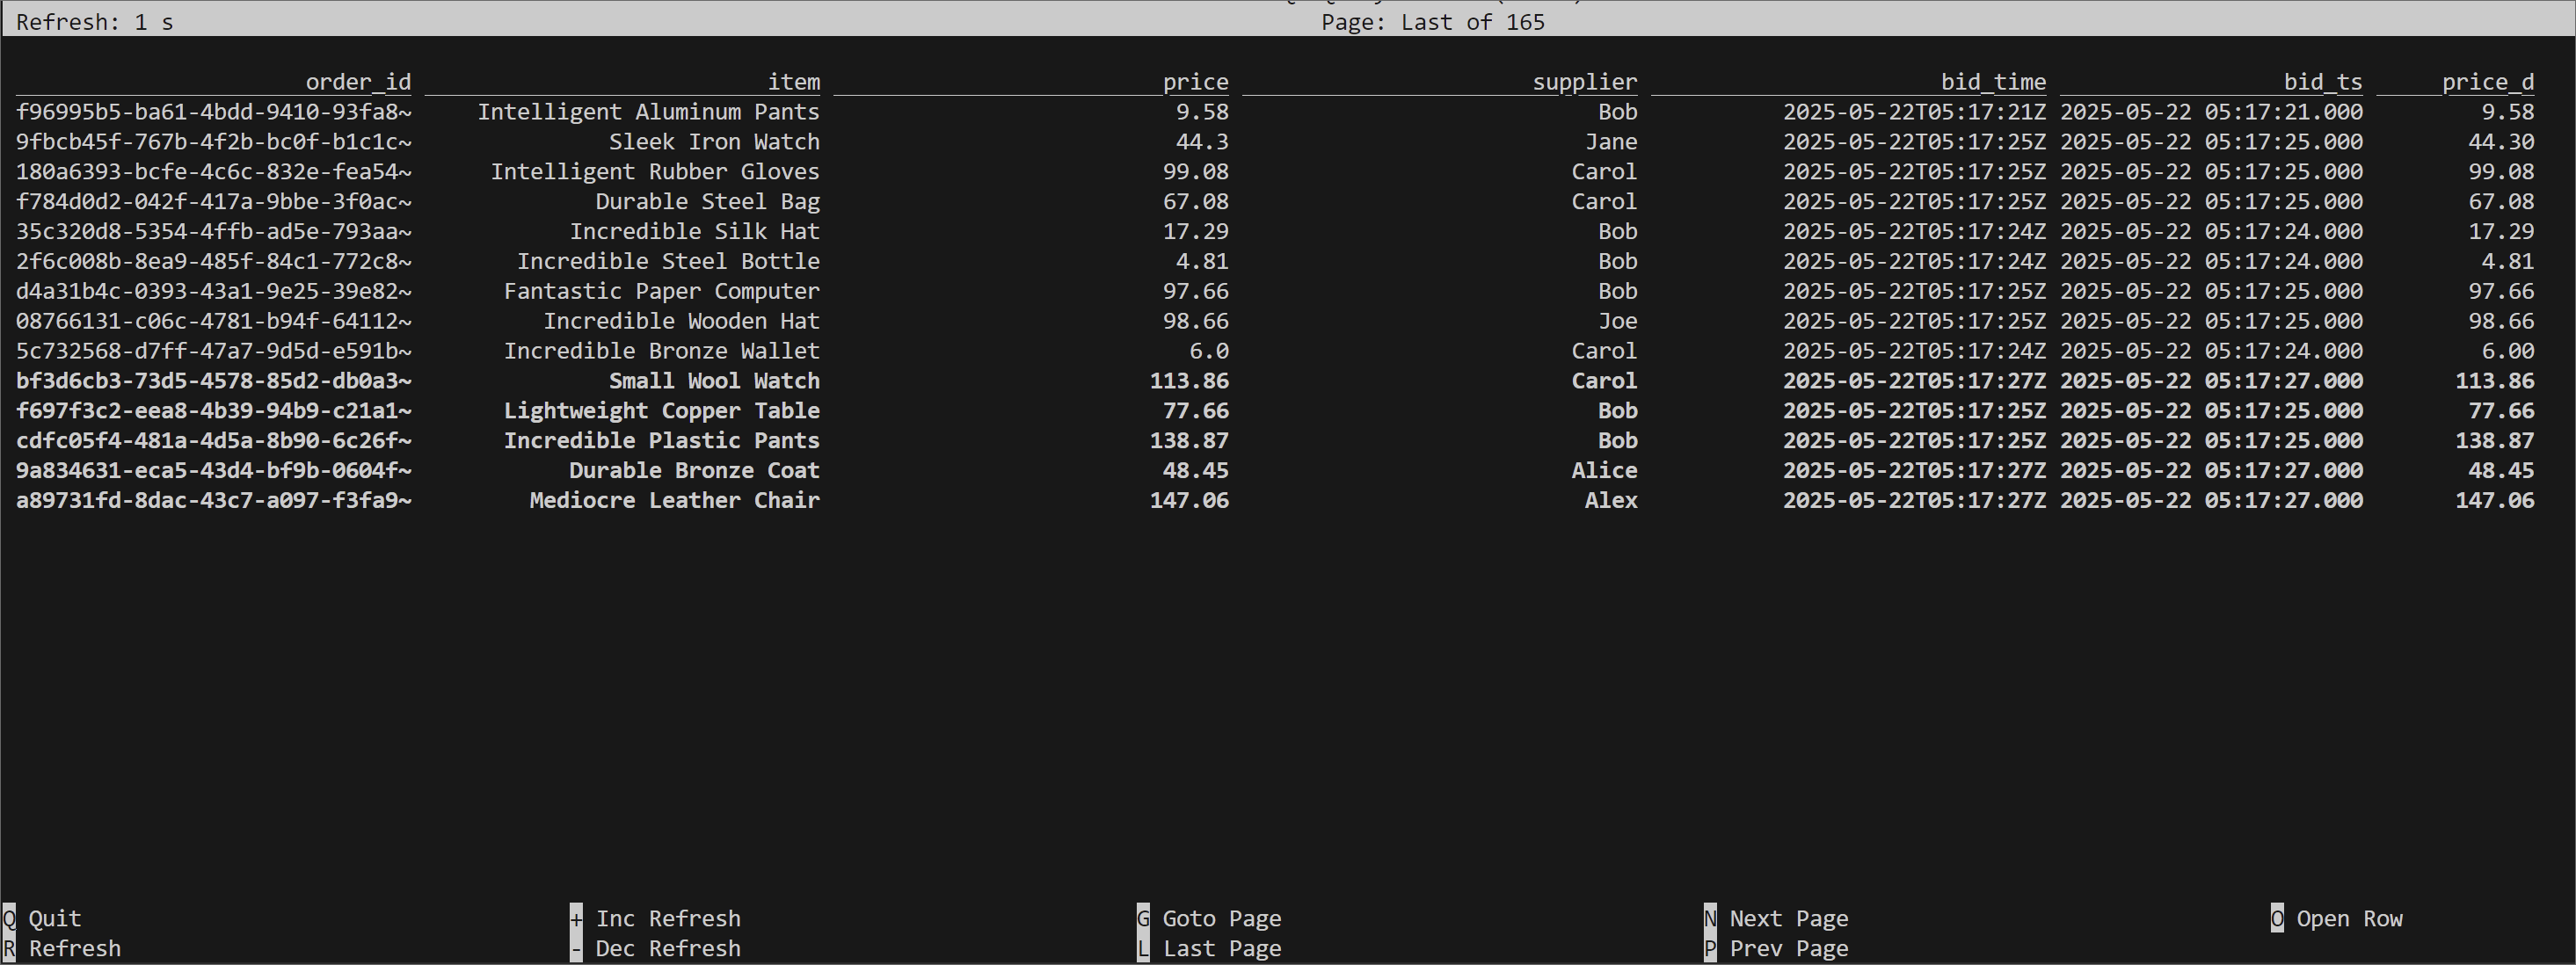 Refresh: 1 s Page: Last of 165
order_id item price supplier bid_time bid_ts price_d
f96995b5-ba61-4bdd-9410-93fa8~ Intelligent Aluminum Pants 9.58 Bob 2025-05-22T05:17:21Z 2025-05-22 05:17:21.000 9.58
9fbcb45f-767b-4f2b-bc0f-b1c1c~ Sleek Iron Watch 44.3 Jane 2025-05-22T05:17:25Z 2025-05-22 05:17:25.000 44.30
180a6393-bcfe-4c6c-832e-fea54~ Intelligent Rubber Gloves 99.08 Carol 2025-05-22T05:17:25Z 2025-05-22 05:17:25.000 99.08
f784d0d2-042f-417a-9bbe-3f0ac~ Durable Steel Bag 67.08 Carol 2025-05-22T05:17:25Z 2025-05-22 05:17:25.000 67.08
35c320d8-5354-4ffb-ad5e-793aa~ Incredible Silk Hat 17.29 Bob 2025-05-22T05:17:24Z 2025-05-22 05:17:24.000 17.29
2f6c008b-8ea9-485f-84c1-772c8~ Incredible Steel Bottle 4.81 Bob 2025-05-22T05:17:24Z 2025-05-22 05:17:24.000 4.81
d4a31b4c-0393-43a1-9e25-39e82~ Fantastic Paper Computer 97.66 Bob 2025-05-22T05:17:25Z 2025-05-22 05:17:25.000 97.66
08766131-c06c-4781-b94f-64112~ Incredible Wooden Hat 98.66 Joe 2025-05-22T05:17:25Z 2025-05-22 05:17:25.000 98.66
5c732568-d7ff-47a7-9d5d-e591b~ Incredible Bronze Wallet 6.0 Carol 2025-05-22T05:17:24Z 2025-05-22 05:17:24.000 6.00
bf3d6cb3-73d5-4578-85d2-db0a3~ Small Wool Watch 113.86 Carol 2025-05-22T05:17:27Z 2025-05-22 05:17:27.000 113.86
f697f3c2-eea8-4b39-94b9-c21a1~ Lightweight Copper Table 77.66 Bob 2025-05-22T05:17:25Z 2025-05-22 05:17:25.000 77.66
cdfc05f4-481a-4d5a-8b90-6c26f~ Incredible Plastic Pants 138.87 Bob 2025-05-22T05:17:25Z 2025-05-22 05:17:25.000 138.87
9a834631-eca5-43d4-bf9b-0604f~ Durable Bronze Coat 48.45 Alice 2025-05-22T05:17:27Z 2025-05-22 05:17:27.000 48.45
a89731fd-8dac-43c7-a097-f3fa9~ Mediocre Leather Chair 147.06 Alex 2025-05-22T05:17:27Z 2025-05-22 05:17:27.000 147.06
Q Quit + Inc Refresh G Goto Page N Next Page O Open Row
R Refresh - Dec Refresh L Last Page P Prev Page